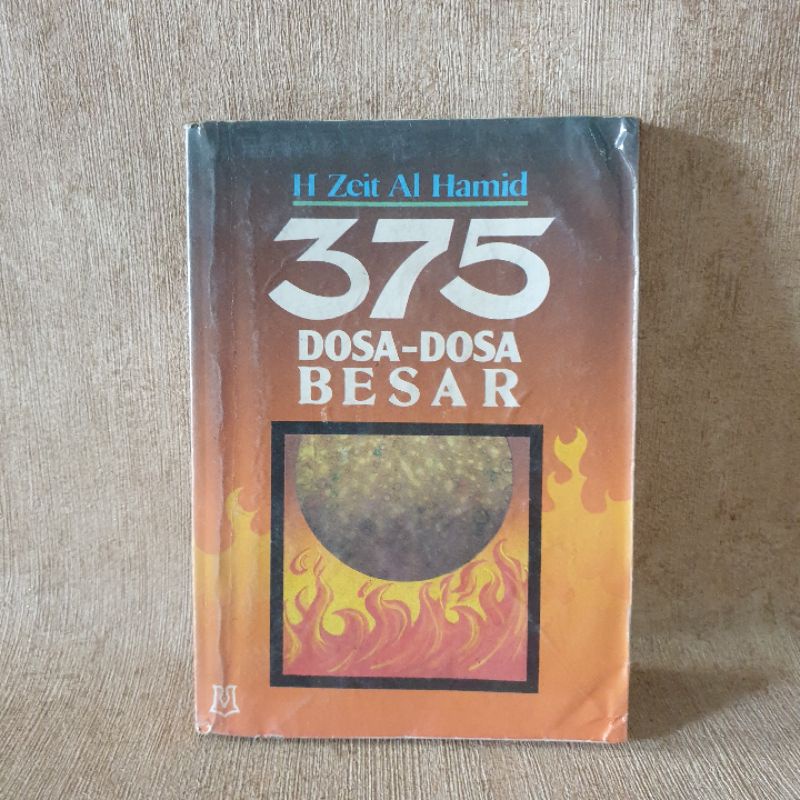 H Zeit Al Hamid
375
DOSA-DOSA
BESAR